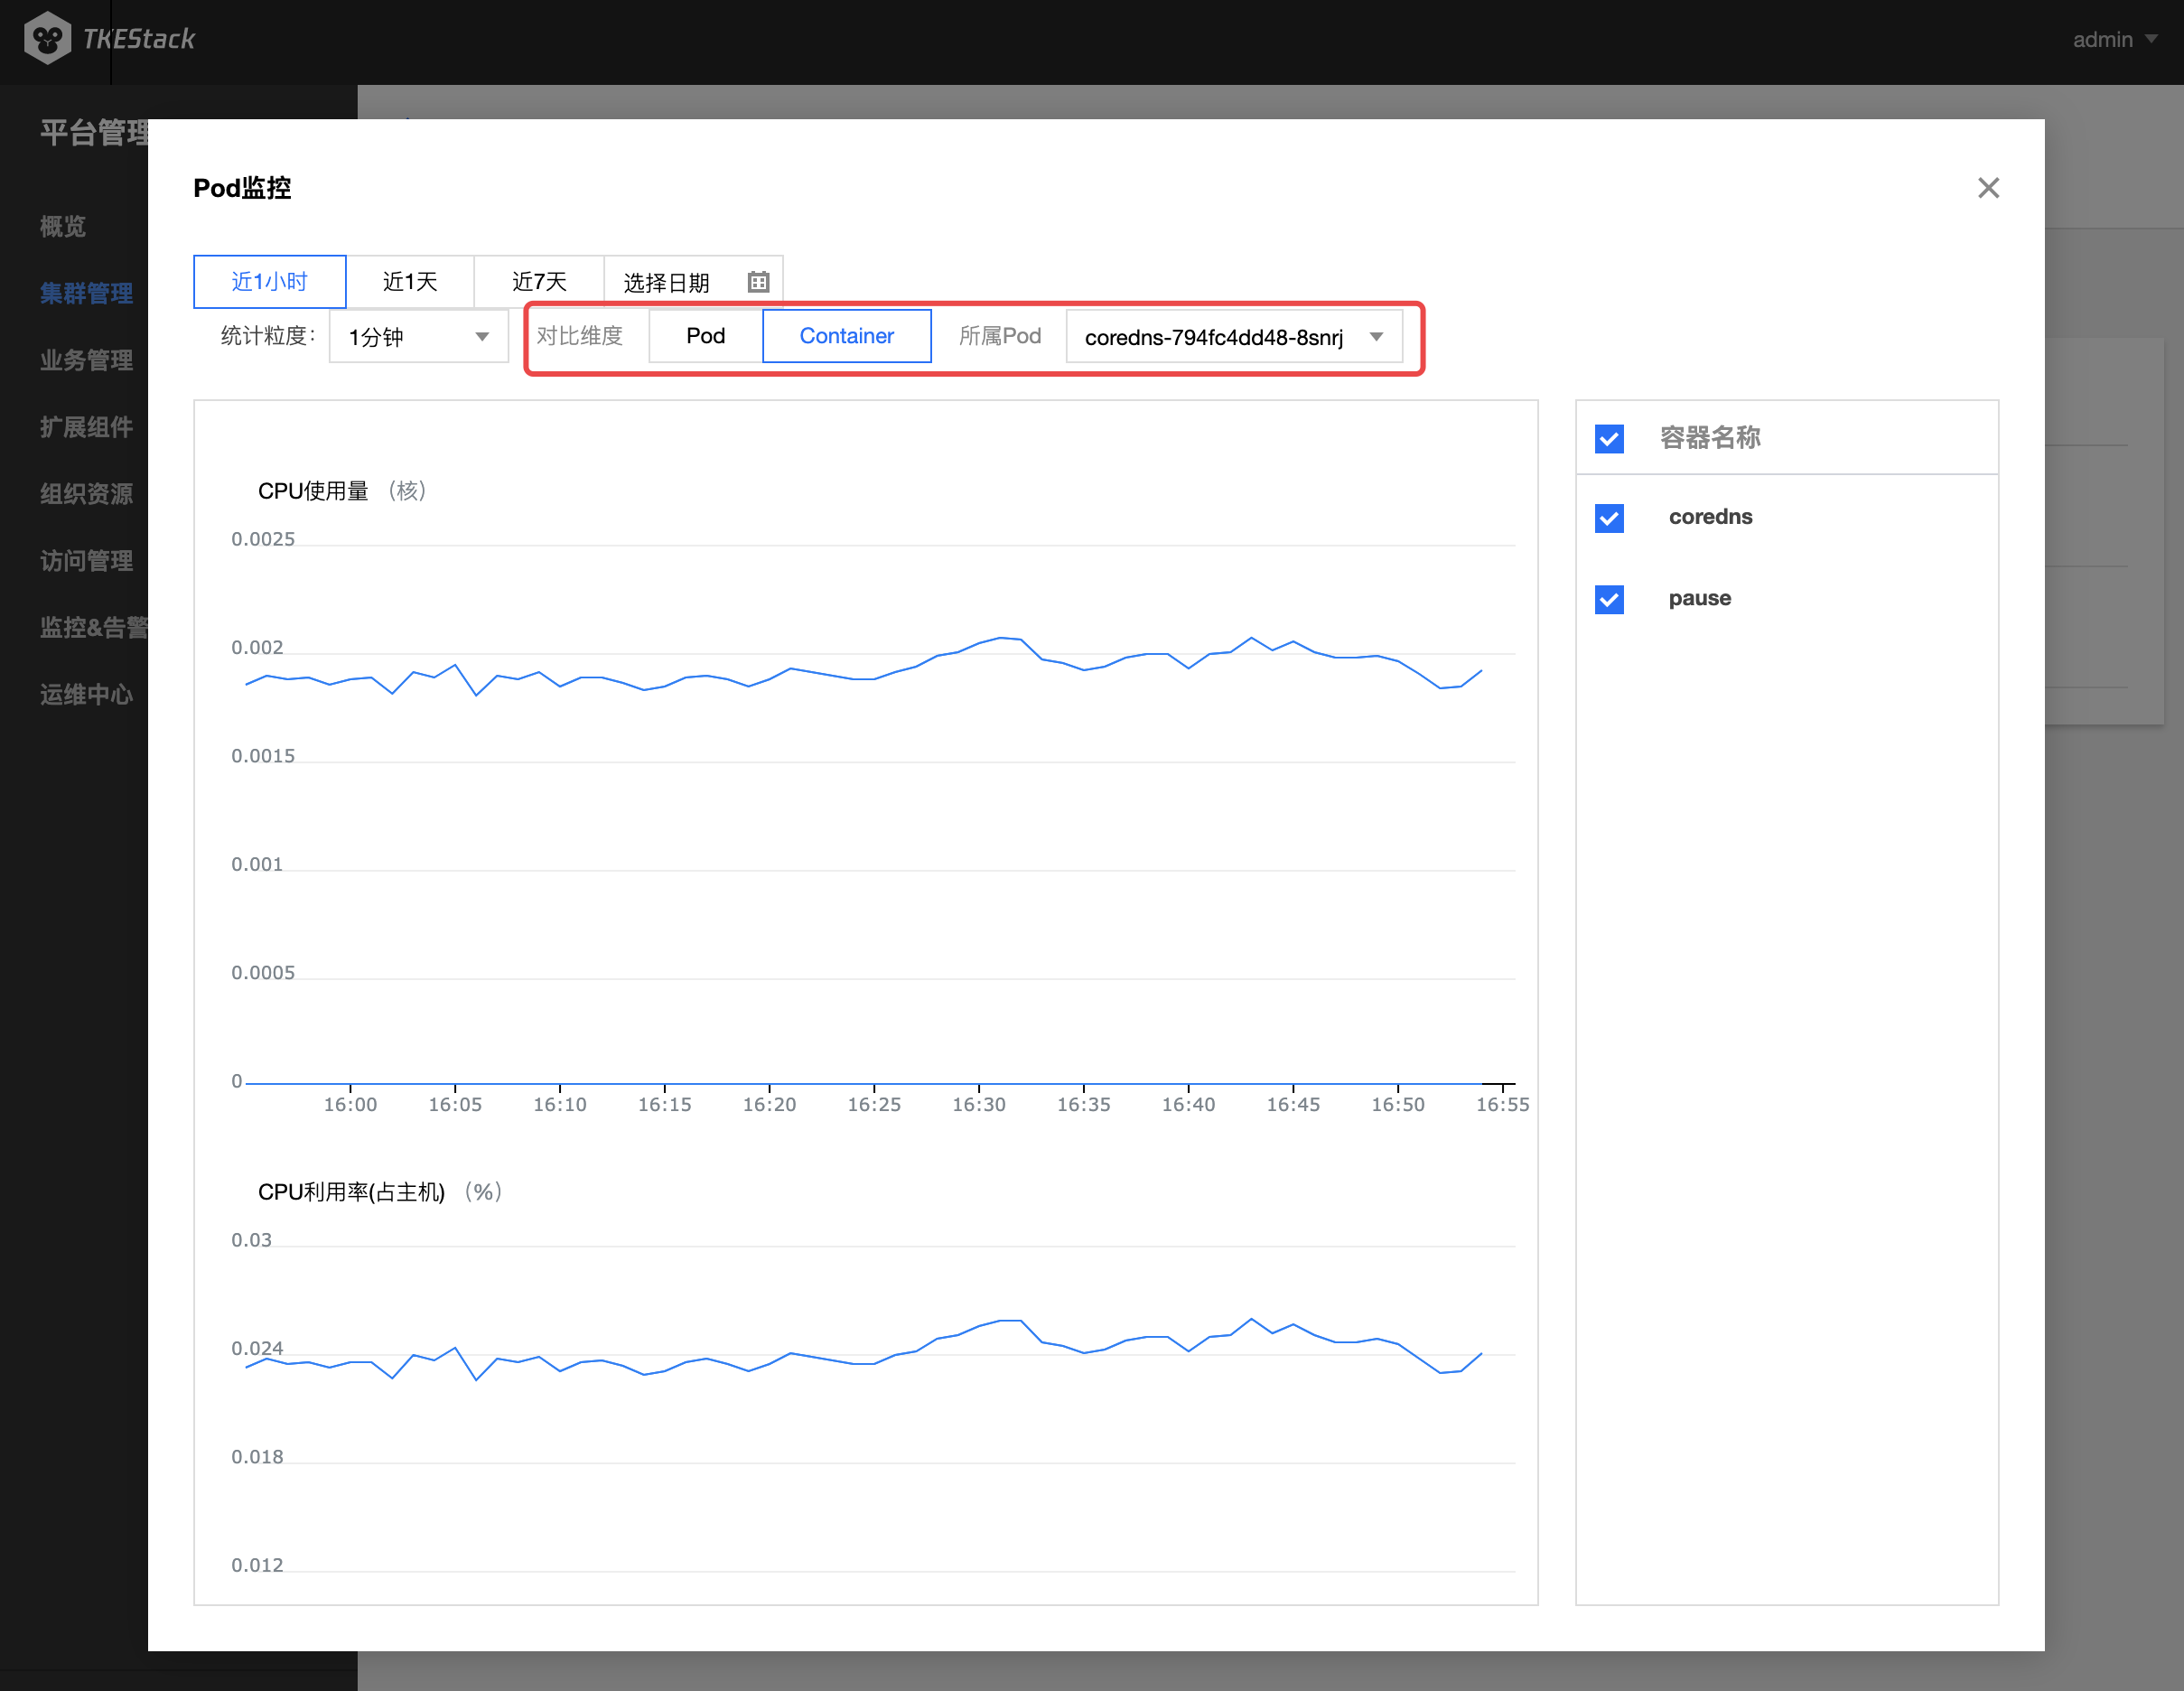 TKEStack
admin
平台管理
概览
集群管理
业务管理
扩展组件
组织资源
访问管理
监控&告警
运维中心
Pod监控
近1小时 近1天 近7天 选择日期
统计粒度: 1分钟 对比维度 Pod Container 所属Pod coredns-794fc4dd48-8snrj
CPU使用量 （核）
0.0025
0.002
0.0015
0.001
0.0005
0
16:00 16:05 16:10 16:15 16:20 16:25 16:30 16:35 16:40 16:45 16:50 16:55
CPU利用率(占主机) （%）
0.03
0.024
0.018
0.012
容器名称
coredns
pause